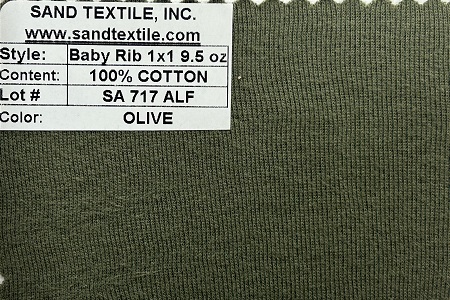 SAND TEXTILE, INC.
www.sandtextile.com
Style: Baby Rib 1x1 9.5 oz
Content: 100% COTTON
Lot # SA 717 ALF
Color: OLIVE